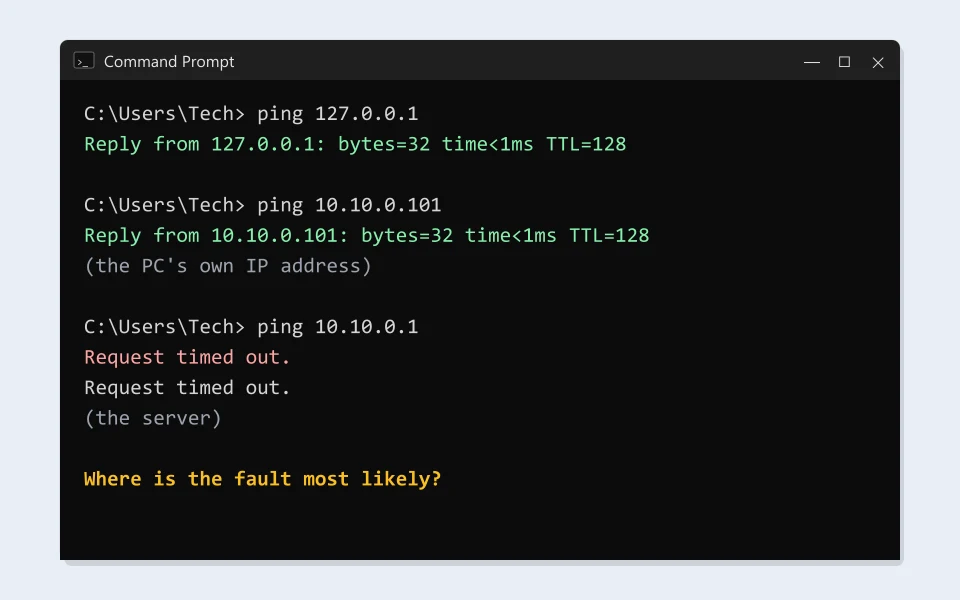 Command Prompt
C:\Users\Tech> ping 127.0.0.1
Reply from 127.0.0.1: bytes=32 time<1ms TTL=128
C:\Users\Tech> ping 10.10.0.101
Reply from 10.10.0.101: bytes=32 time<1ms TTL=128
(the PC's own IP address)
C:\Users\Tech> ping 10.10.0.1
Request timed out.
Request timed out.
(the server)
Where is the fault most likely?